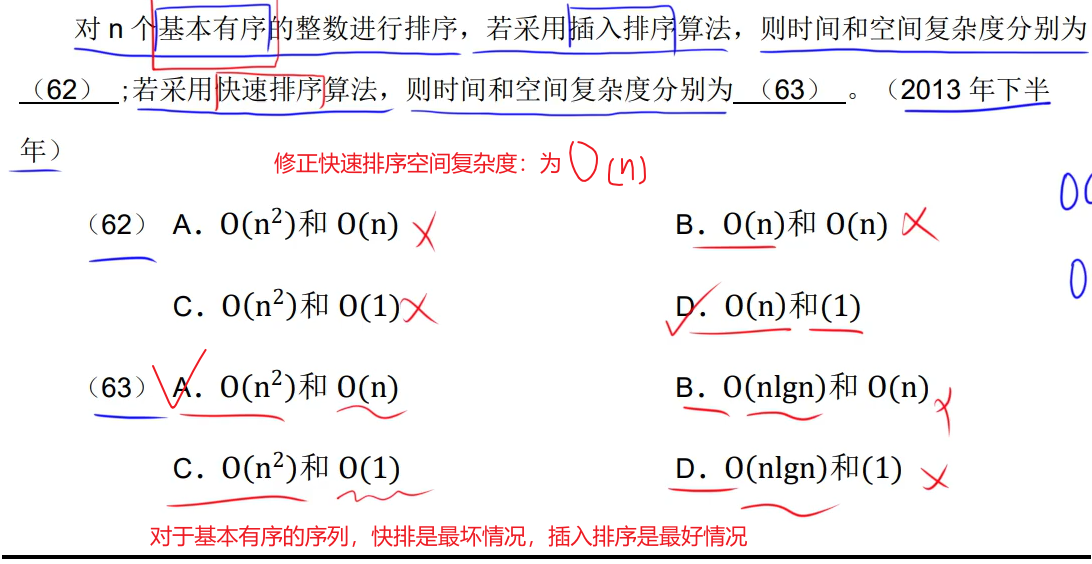 对 n 个基本有序的整数进行排序，若采用插入排序算法，则时间和空间复杂度分别为
（62） ;若采用快速排序算法，则时间和空间复杂度分别为 （63） 。（2013 年下半
年）
修正快速排序空间复杂度：为 O(n)
（62） A．O(n²)和 O(n) B．O(n)和 O(n)
C．O(n²)和 O(1) D．O(n)和(1)
（63） A．O(n²)和 O(n) B．O(nlgn)和 O(n)
C．O(n²)和 O(1) D．O(nlgn)和(1)
对于基本有序的序列，快排是最坏情况，插入排序是最好情况